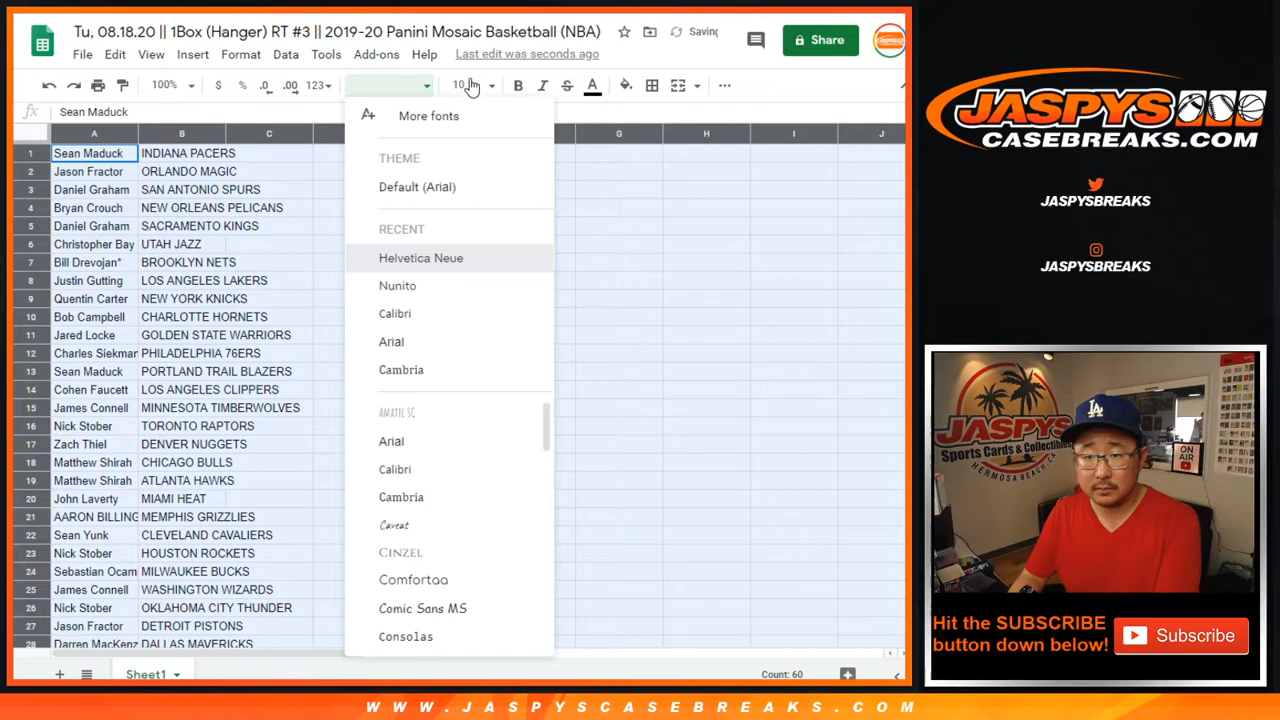 Tu, 08.18.20 || 1Box (Hanger) RT #3 || 2019-20 Panini Mosaic Basketball (NBA)
Saving
File Edit View Insert Format Data Tools Add-ons Help Last edit was seconds ago
Share
100% $ % .0 .00 123 10 B I S A
fx Sean Maduck
A B C G H I J
1 Sean Maduck INDIANA PACERS
2 Jason Fractor ORLANDO MAGIC
3 Daniel Graham SAN ANTONIO SPURS
4 Bryan Crouch NEW ORLEANS PELICANS
5 Daniel Graham SACRAMENTO KINGS
6 Christopher Bay UTAH JAZZ
7 Bill Drevojan* BROOKLYN NETS
8 Justin Gutting LOS ANGELES LAKERS
9 Quentin Carter NEW YORK KNICKS
10 Bob Campbell CHARLOTTE HORNETS
11 Jared Locke GOLDEN STATE WARRIORS
12 Charles Siekman PHILADELPHIA 76ERS
13 Sean Maduck PORTLAND TRAIL BLAZERS
14 Cohen Faucett LOS ANGELES CLIPPERS
15 James Connell MINNESOTA TIMBERWOLVES
16 Nick Stober TORONTO RAPTORS
17 Zach Thiel DENVER NUGGETS
18 Matthew Shirah CHICAGO BULLS
19 Matthew Shirah ATLANTA HAWKS
20 John Laverty MIAMI HEAT
21 AARON BILLING MEMPHIS GRIZZLIES
22 Sean Yunk CLEVELAND CAVALIERS
23 Nick Stober HOUSTON ROCKETS
24 Sebastian Ocam MILWAUKEE BUCKS
25 James Connell WASHINGTON WIZARDS
26 Nick Stober OKLAHOMA CITY THUNDER
27 Jason Fractor DETROIT PISTONS
28 Darren MacKenz DALLAS MAVERICKS
More fonts
THEME
Default (Arial)
RECENT
Helvetica Neue
Nunito
Calibri
Arial
Cambria
AMATIC SC
Arial
Calibri
Cambria
Caveat
CINZEL
Comfortaa
Comic Sans MS
Consolas
Sheet1
Count: 60
JASPYS
CASEBREAKS.COM
JASPYSBREAKS
JASPYSBREAKS
JASPYS
Sports Cards & Collectibles
HERMOSA BEACH
LA
ON AIR
Hit the SUBSCRIBE
button down below!
Subscribe
WWW.JASPYSCASEBREAKS.COM